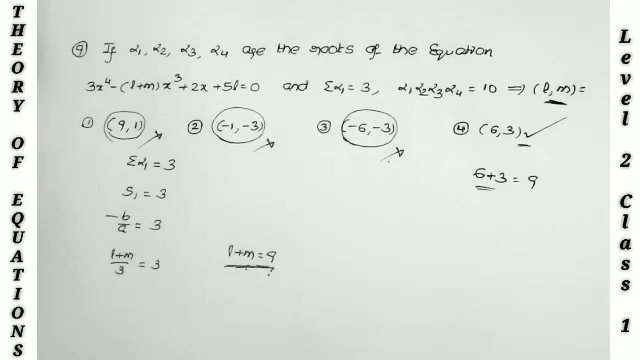 THEORY OF EQUATIONS
9) If α₁, α₂, α₃, α₄ are the roots of the Equation
3x⁴-(l+m)x³+2x+5l=0 and Σα₁=3, α₁α₂α₃α₄=10 ⇒ (l, m)=
① (9,1) ② (-1,-3) ③ (-6,-3) ④ (6,3) ✓
Σα₁=3
6+3=9
S₁=3
-b/a=3
l+m/3=3
l+m=9
?
Level 2 Class 1